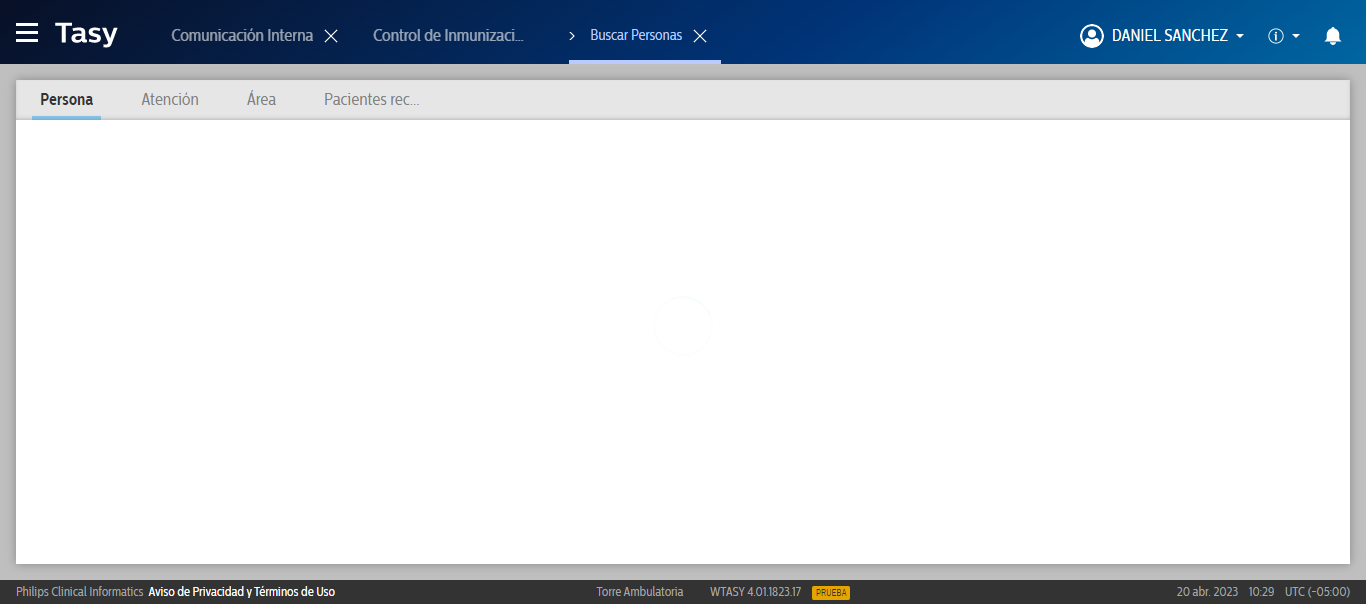 Tasy
Comunicación Interna
Control de Inmunizaci...
Buscar Personas
DANIEL SANCHEZ
Persona
Atención
Área
Pacientes rec...
Philips Clinical Informatics Aviso de Privacidad y Términos de Uso
Torre Ambulatoria
WTASY 4.01.1823.17
PRUEBA
20 abr. 2023
10:29
UTC (-05:00)